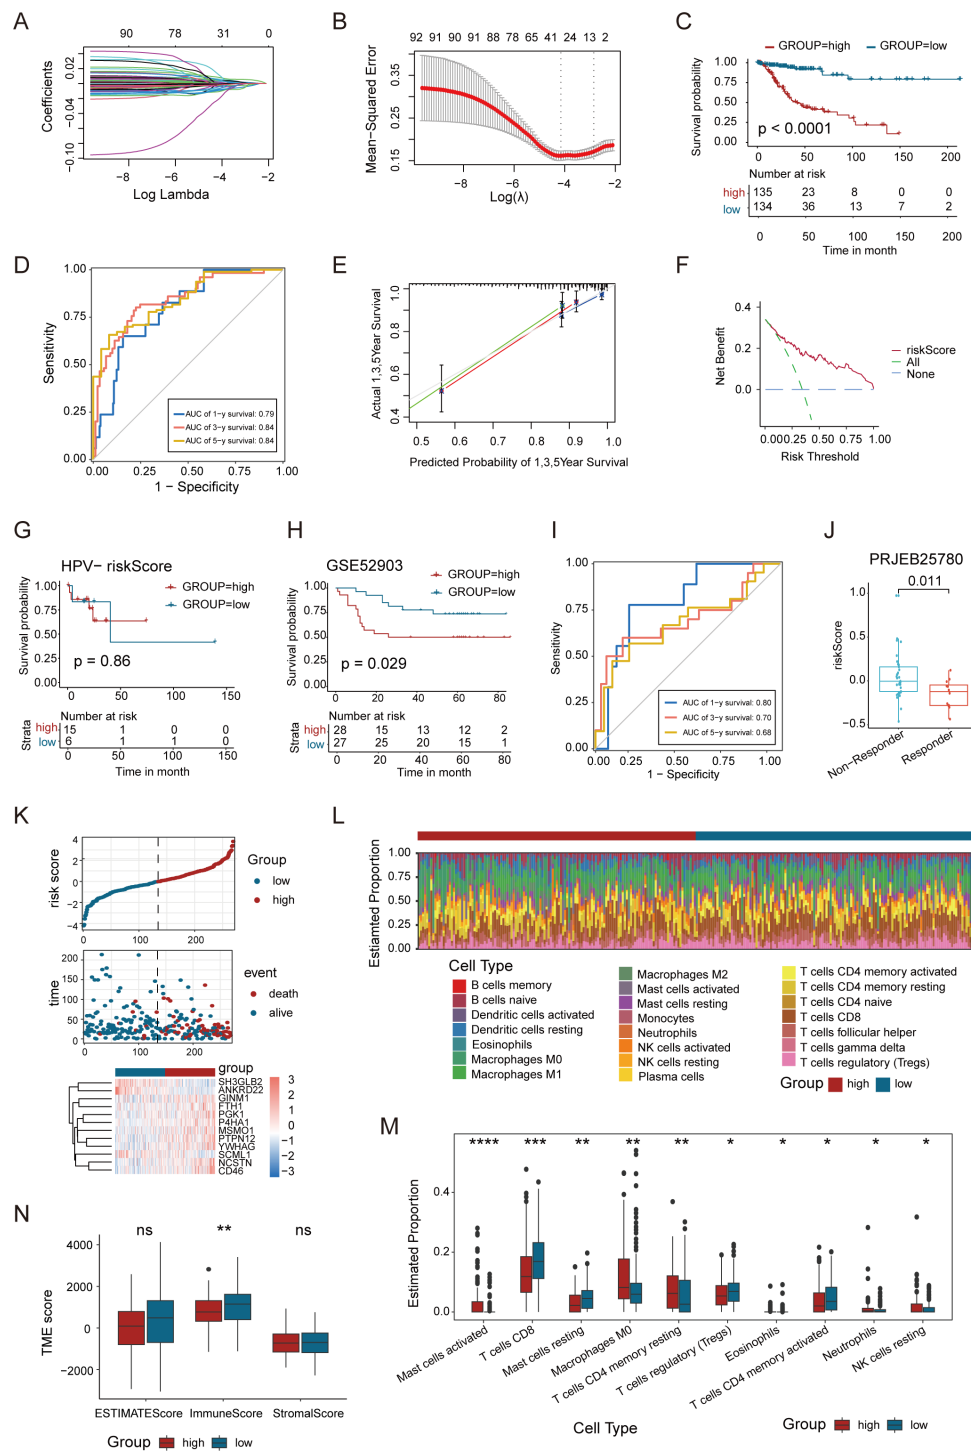 A
90 78 31 0
Coefficients
0.02
−0.04
−0.10
−8 −6 −4 −2
Log Lambda
B
92 91 90 91 88 78 65 41 24 13 2
Mean−Squared Error
0.35
0.25
0.15
−8 −6 −4 −2
Log(λ)
C
GROUP=high GROUP=low
Survival probability
1.00
0.75
0.50
0.25
0.00
p < 0.0001
0 50 100 150 200
Number at risk
high 135 23 8 0 0
low 134 36 13 7 2
0 50 100 150 200
Time in month
D
Sensitivity
1.00
0.75
0.50
0.25
0.00
AUC of 1−y survival: 0.79
AUC of 3−y survival: 0.84
AUC of 5−y survival: 0.84
0.00 0.25 0.50 0.75 1.00
1 − Specificity
E
Actual 1,3,5Year Survival
1.0
0.9
0.8
0.6
0.4
0.5 0.6 0.7 0.8 0.9 1.0
Predicted Probability of 1,3,5Year Survival
F
Net Benefit
0.4
0.2
0.0
riskScore
All
None
0.00 0.25 0.50 0.75 1.00
Risk Threshold
G
HPV− riskScore
GROUP=high
GROUP=low
Survival probability
1.00
0.75
0.50
0.25
0.00
p = 0.86
0 50 100 150
Number at risk
Strata
high 15 1 0 0
low 6 1 1 0
0 50 100 150
Time in month
H
GSE52903
GROUP=high
GROUP=low
Survival probability
1.00
0.75
0.50
0.25
0.00
p = 0.029
0 20 40 60 80
Number at risk
Strata
high 28 15 13 12 2
low 27 25 20 15 1
0 20 40 60 80
Time in month
I
Sensitivity
1.00
0.75
0.50
0.25
0.00
AUC of 1−y survival: 0.80
AUC of 3−y survival: 0.70
AUC of 5−y survival: 0.68
0.00 0.25 0.50 0.75 1.00
1 − Specificity
J
PRJEB25780
0.011
riskScore
1.0
0.5
0.0
−0.5
Non−Responder Responder
K
risk score
4
2
0
−2
−4
0 100 200
Group
low
high
time
200
150
100
50
0
0 100 200
event
death
alive
group
SH3GLB2
ANKRD22
GINM1
FTH1
PGK1
P4HA1
MSMO1
PTPN12
YWHAG
SCML1
NCSTN
CD46
3
2
1
0
−1
−2
−3
L
Estiamted Proportion
1.00
0.75
0.50
0.25
0.00
Cell Type
B cells memory
B cells naive
Dendritic cells activated
Dendritic cells resting
Eosinophils
Macrophages M0
Macrophages M1
Macrophages M2
Mast cells activated
Mast cells resting
Monocytes
Neutrophils
NK cells activated
NK cells resting
Plasma cells
T cells CD4 memory activated
T cells CD4 memory resting
T cells CD4 naive
T cells CD8
T cells follicular helper
T cells gamma delta
T cells regulatory (Tregs)
Group high low
M
**** *** ** ** ** * * * * *
Estimated Proportion
0.4
0.2
0.0
Mast cells activated
T cells CD8
Mast cells resting
Macrophages M0
T cells CD4 memory resting
T cells regulatory (Tregs)
Eosinophils
T cells CD4 memory activated
Neutrophils
NK cells resting
Cell Type
Group high low
N
ns ** ns
TME score
4000
2000
0
−2000
ESTIMATEScore ImmuneScore StromalScore
Group high low